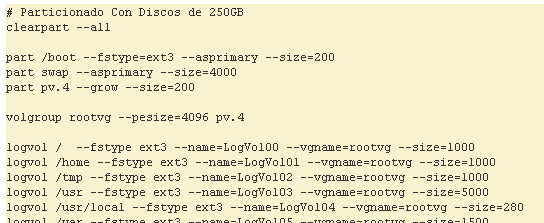 # Particionado Con Discos de 250GB
clearpart --all
part /boot --fstype=ext3 --asprimary --size=200
part swap --asprimary --size=4000
part pv.4 --grow --size=200
volgroup rootvg --pesize=4096 pv.4
logvol / --fstype ext3 --name=LogVol00 --vgname=rootvg --size=1000
logvol /home --fstype ext3 --name=LogVol01 --vgname=rootvg --size=1000
logvol /tmp --fstype ext3 --name=LogVol02 --vgname=rootvg --size=1000
logvol /usr --fstype ext3 --name=LogVol03 --vgname=rootvg --size=5000
logvol /usr/local --fstype ext3 --name=LogVol04 --vgname=rootvg --size=280
logvol /var --fstype ext3 --name=LogVol05 --vgname=rootvg --size=1500